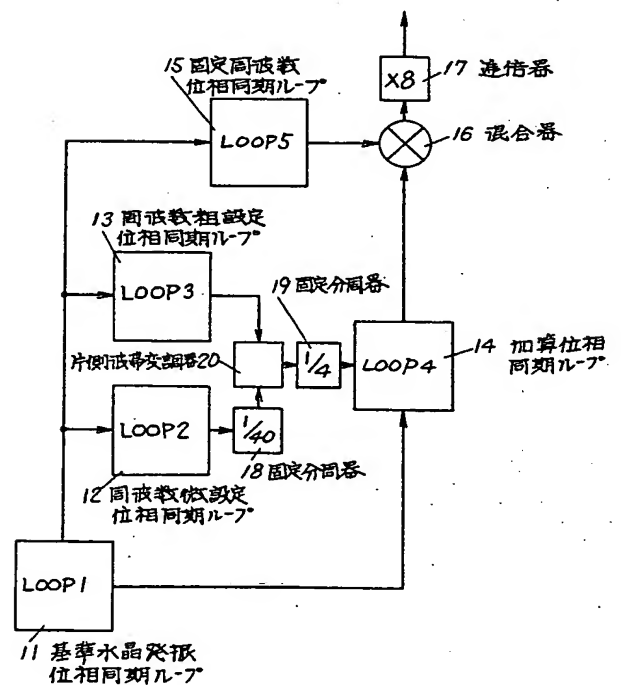 15 固定周波数
位相同期ループ
LOOP5
×8
17 逓倍器
16 混合器
13 周波数粗設定
位相同期ループ
LOOP3
19 固定分周器
片側波帯変調器20
1/4
LOOP4
14 加算位相
同期ループ
LOOP2
1/40
18 固定分周器
12 周波数微設定
位相同期ループ
LOOP1
11 基準水晶発振
位相同期ループ